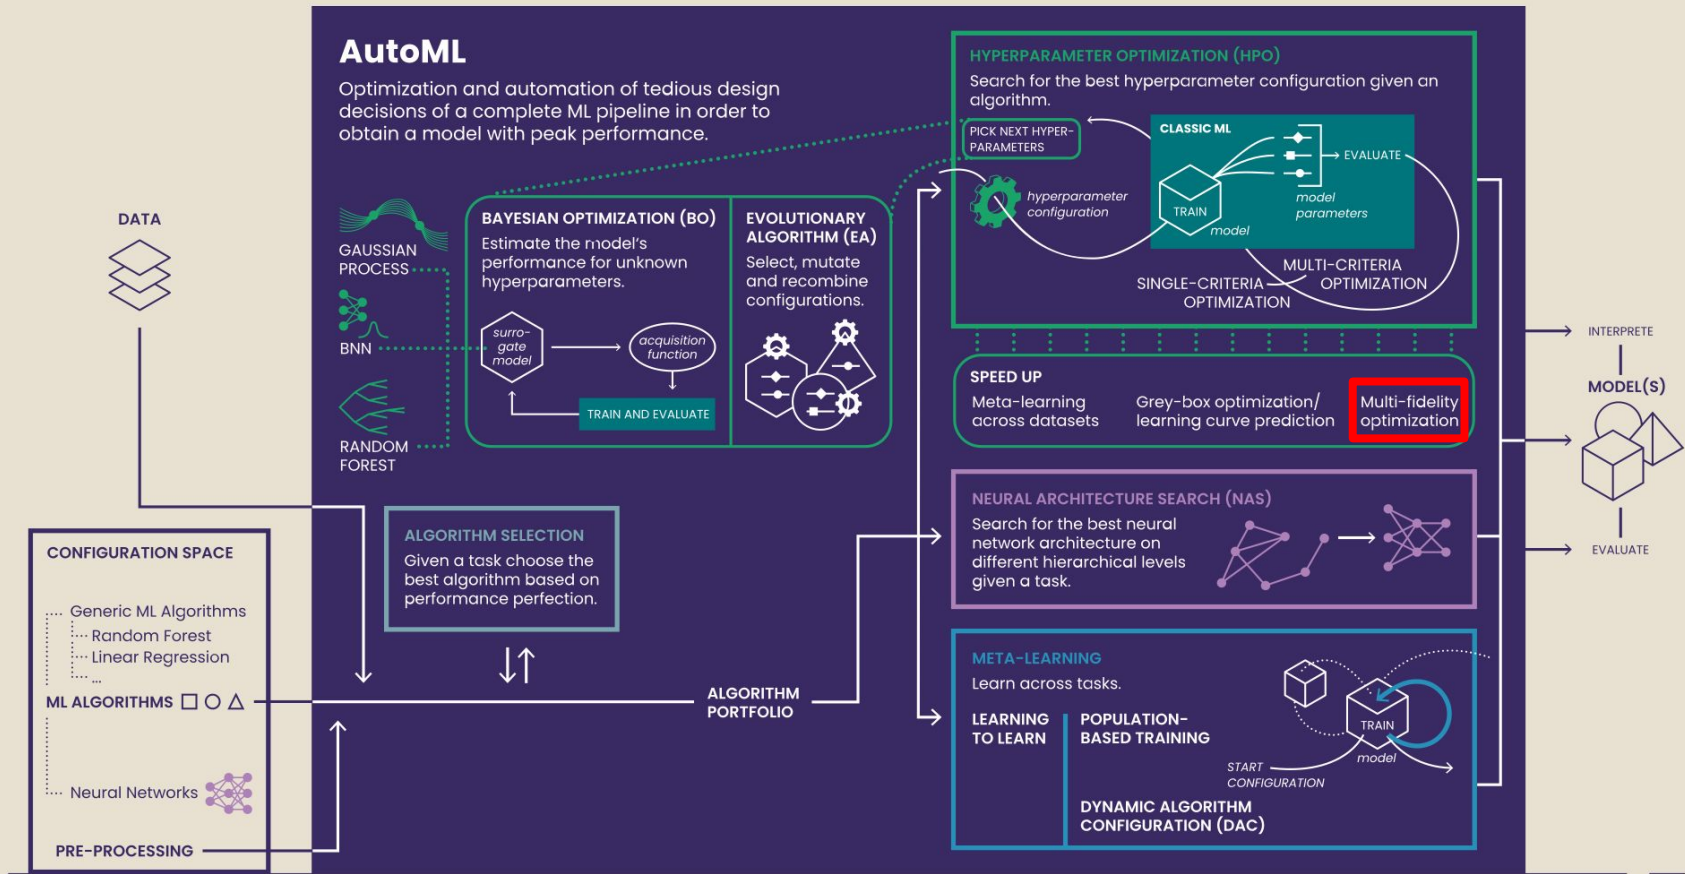 AutoML
Optimization and automation of tedious design
decisions of a complete ML pipeline in order to
obtain a model with peak performance.
DATA
GAUSSIAN
PROCESS
BNN
RANDOM
FOREST
BAYESIAN OPTIMIZATION (BO)
Estimate the model's
performance for unknown
hyperparameters.
surro-
gate
model
acquisition
function
TRAIN AND EVALUATE
EVOLUTIONARY
ALGORITHM (EA)
Select, mutate
and recombine
configurations.
HYPERPARAMETER OPTIMIZATION (HPO)
Search for the best hyperparameter configuration given an
algorithm.
PICK NEXT HYPER-
PARAMETERS
hyperparameter
configuration
CLASSIC ML
TRAIN
model
EVALUATE
model
parameters
SINGLE-CRITERIA
OPTIMIZATION
MULTI-CRITERIA
OPTIMIZATION
SPEED UP
Meta-learning
across datasets
Grey-box optimization/
learning curve prediction
Multi-fidelity
optimization
INTERPRETE
MODEL(S)
EVALUATE
CONFIGURATION SPACE
Generic ML Algorithms
Random Forest
Linear Regression
...
ML ALGORITHMS
Neural Networks
PRE-PROCESSING
ALGORITHM SELECTION
Given a task choose the
best algorithm based on
performance perfection.
ALGORITHM
PORTFOLIO
NEURAL ARCHITECTURE SEARCH (NAS)
Search for the best neural
network architecture on
different hierarchical levels
given a task.
META-LEARNING
Learn across tasks.
LEARNING
TO LEARN
POPULATION-
BASED TRAINING
DYNAMIC ALGORITHM
CONFIGURATION (DAC)
TRAIN
model
START
CONFIGURATION